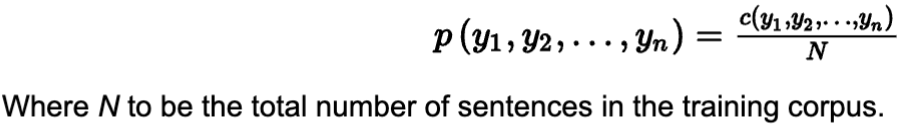 p (y₁, y₂, . . . , yₙ) = c(y₁,y₂,. . .,yₙ) / N
Where N to be the total number of sentences in the training corpus.